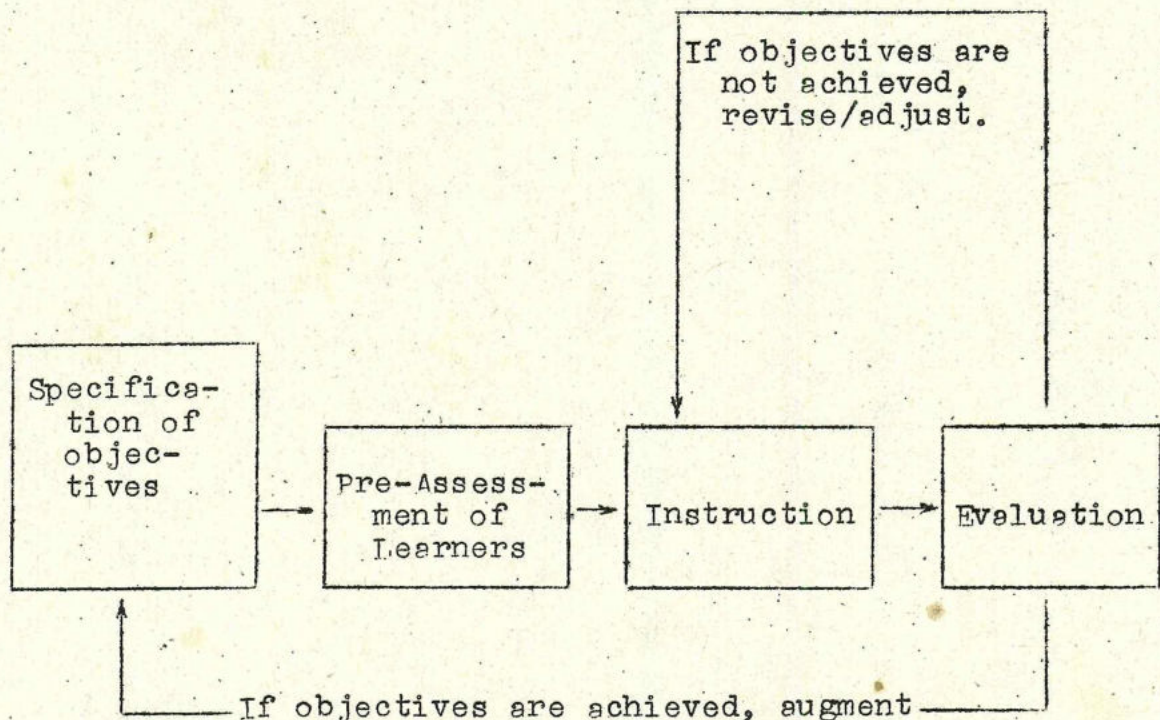 If objectives are
not achieved,
revise/adjust.
Specifica-
tion of
objec-
tives
Pre-Assess-
ment of
Learners
Instruction
Evaluation
If objectives are achieved, augment